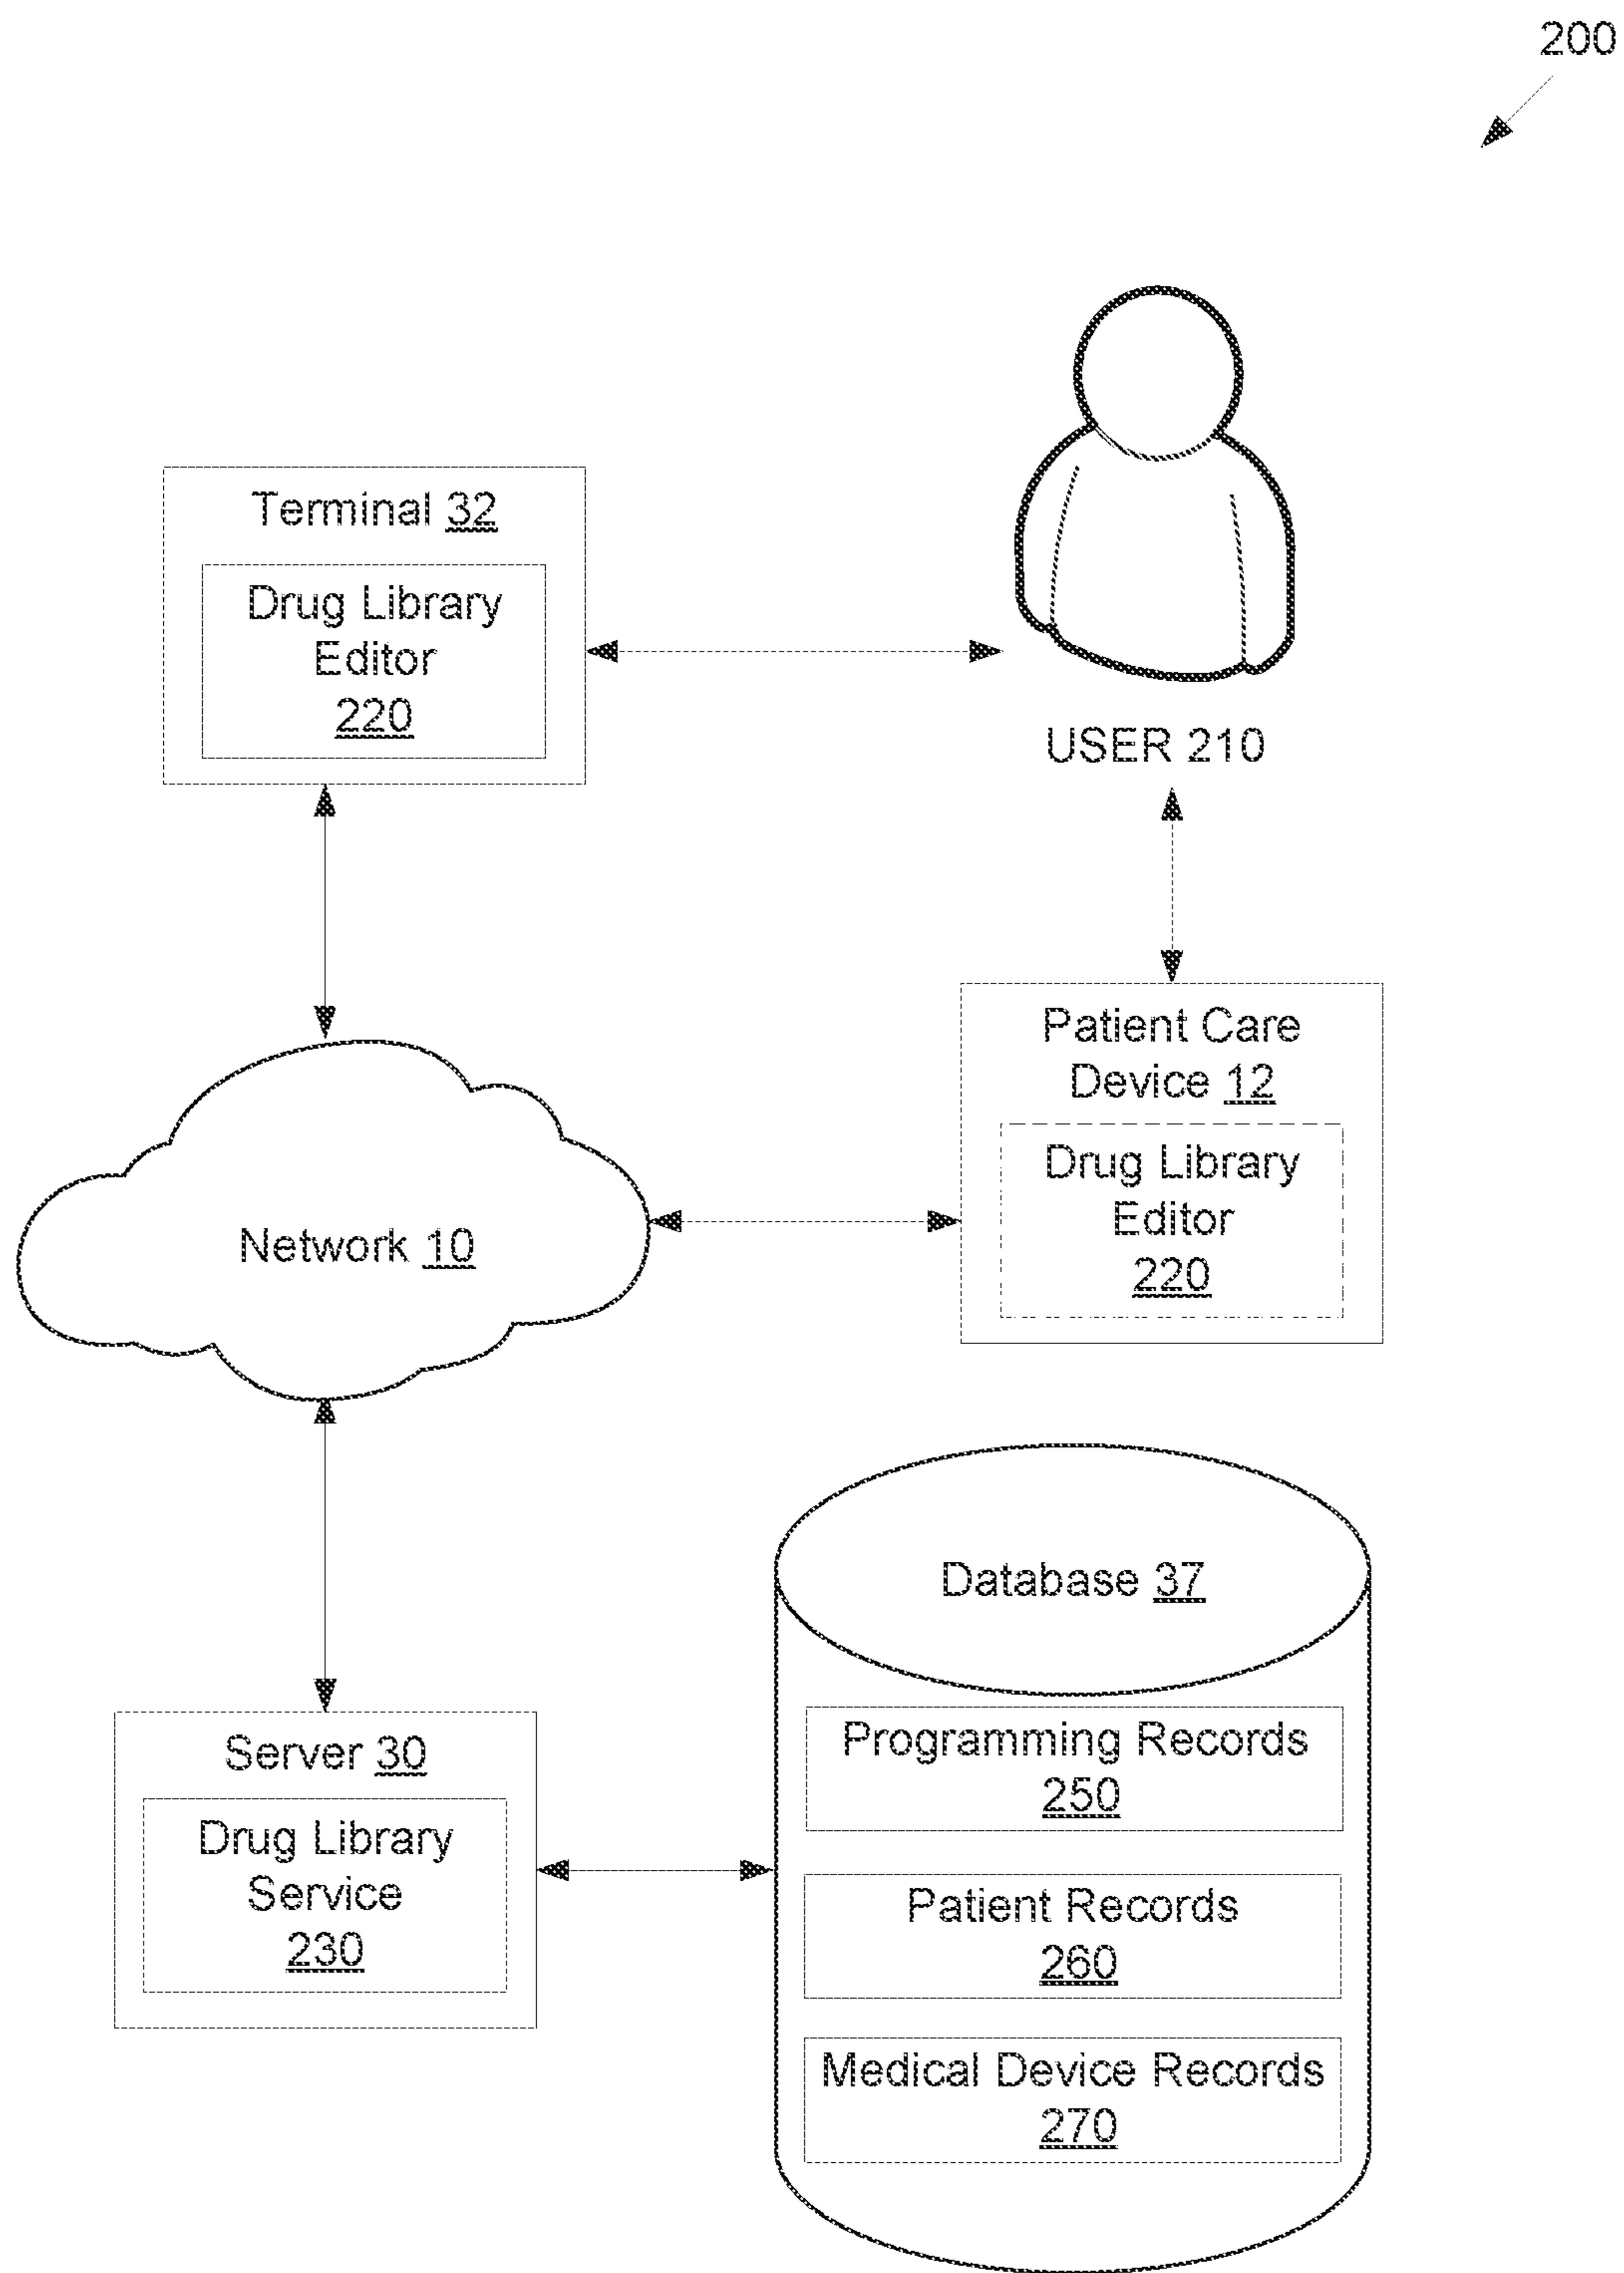 200
Terminal 32
Drug Library
Editor
220
USER 210
Patient Care
Device 12
Drug Library
Editor
220
Network 10
Database 37
Programming Records
250
Patient Records
260
Medical Device Records
270
Server 30
Drug Library
Service
230